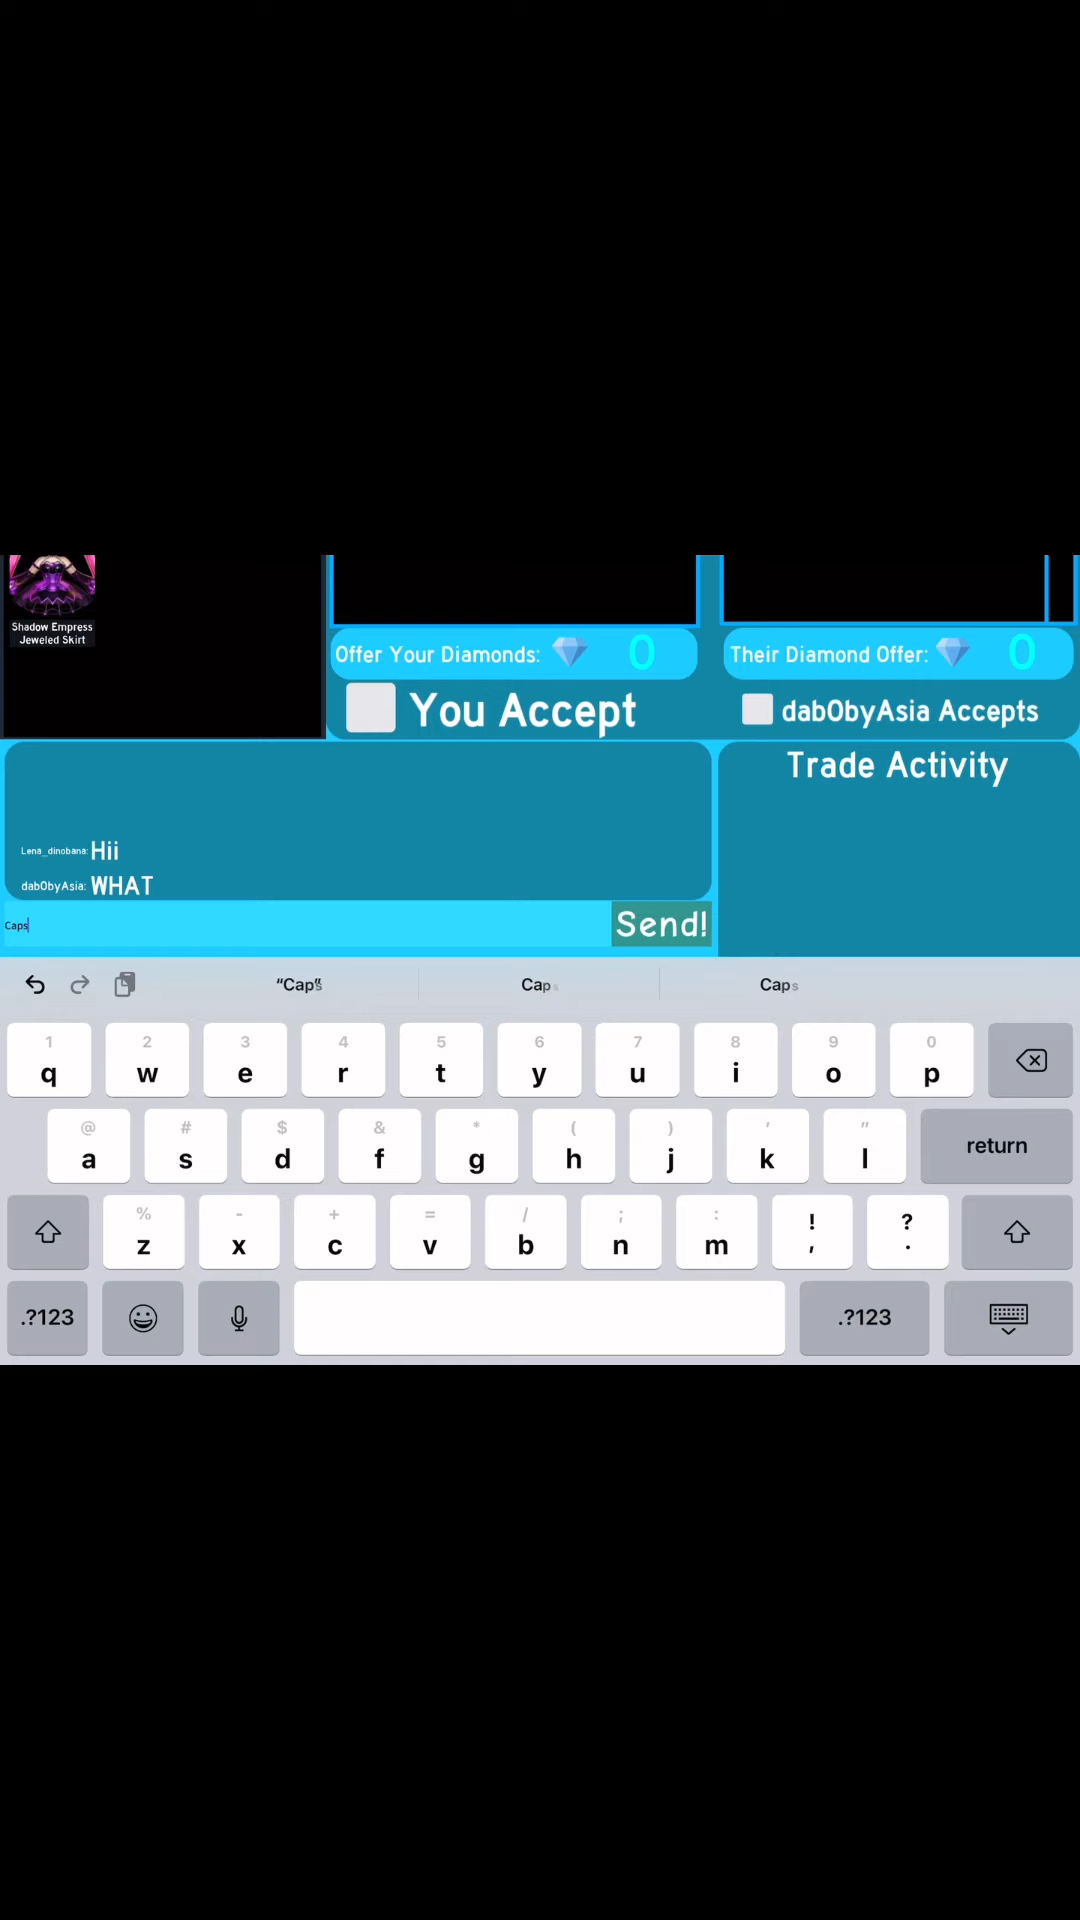 Shadow Empress
Jeweled Skirt
Offer Your Diamonds: 0
Their Diamond Offer: 0
You Accept
dab0byAsia Accepts
Trade Activity
Lena_dinobana: Hii
dab0byAsia: WHAT
Caps
Send!
“Caps” Caps Caps
1 2 3 4 5 6 7 8 9 0
q w e r t y u i o p
@ # $ & * ( ) ' "
a s d f g h j k l return
% - + = / ; : ! ?
z x c v b n m , .
.?123 .?123